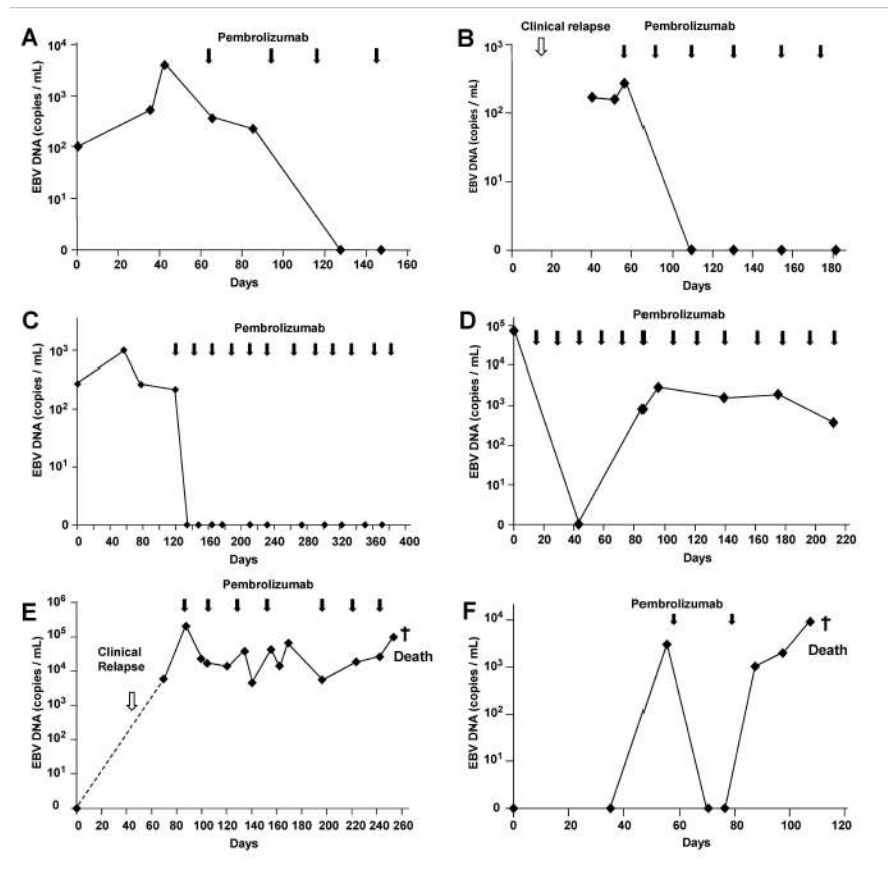 A
Pembrolizumab
EBV DNA (copies / mL)
10⁴
10³
10²
10¹
0
0 20 40 60 80 100 120 140 160
Days
B
Clinical relapse Pembrolizumab
EBV DNA (copies / mL)
10³
10²
10¹
0
0 20 40 60 80 100 120 140 160 180
Days
C
Pembrolizumab
EBV DNA (copies / mL)
10³
10²
10¹
0
0 40 80 120 160 200 240 280 320 360 400
Days
D
Pembrolizumab
EBV DNA (copies / mL)
10⁵
10⁴
10³
10²
10¹
0
0 20 40 60 80 100 120 140 160 180 200 220
Days
E
Pembrolizumab
EBV DNA (copies / mL)
10⁶
10⁵
10⁴
10³
10²
10¹
0
Clinical
Relapse
†
Death
0 20 40 60 80 100 120 140 160 180 200 220 240 260
Days
F
Pembrolizumab
EBV DNA (copies / mL)
10⁴
10³
10²
10¹
0
†
Death
0 20 40 60 80 100 120
Days